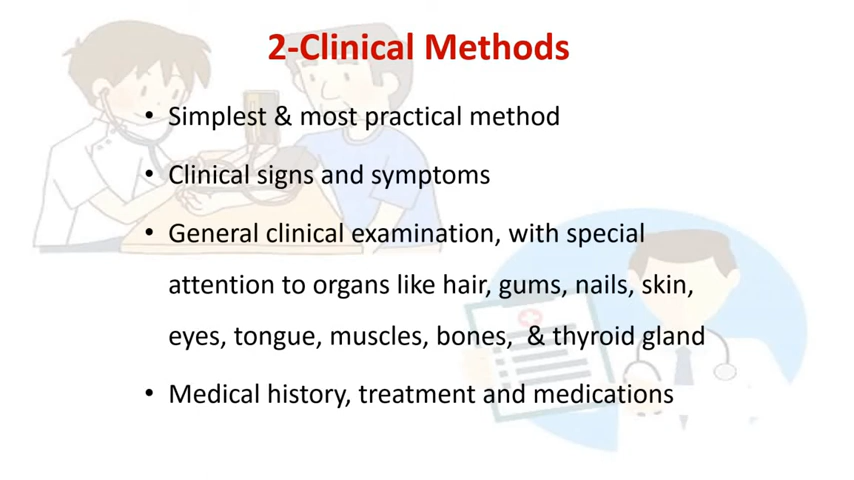 2-Clinical Methods
• Simplest & most practical method
• Clinical signs and symptoms
• General clinical examination, with special
attention to organs like hair, gums, nails, skin,
eyes, tongue, muscles, bones, & thyroid gland
• Medical history, treatment and medications